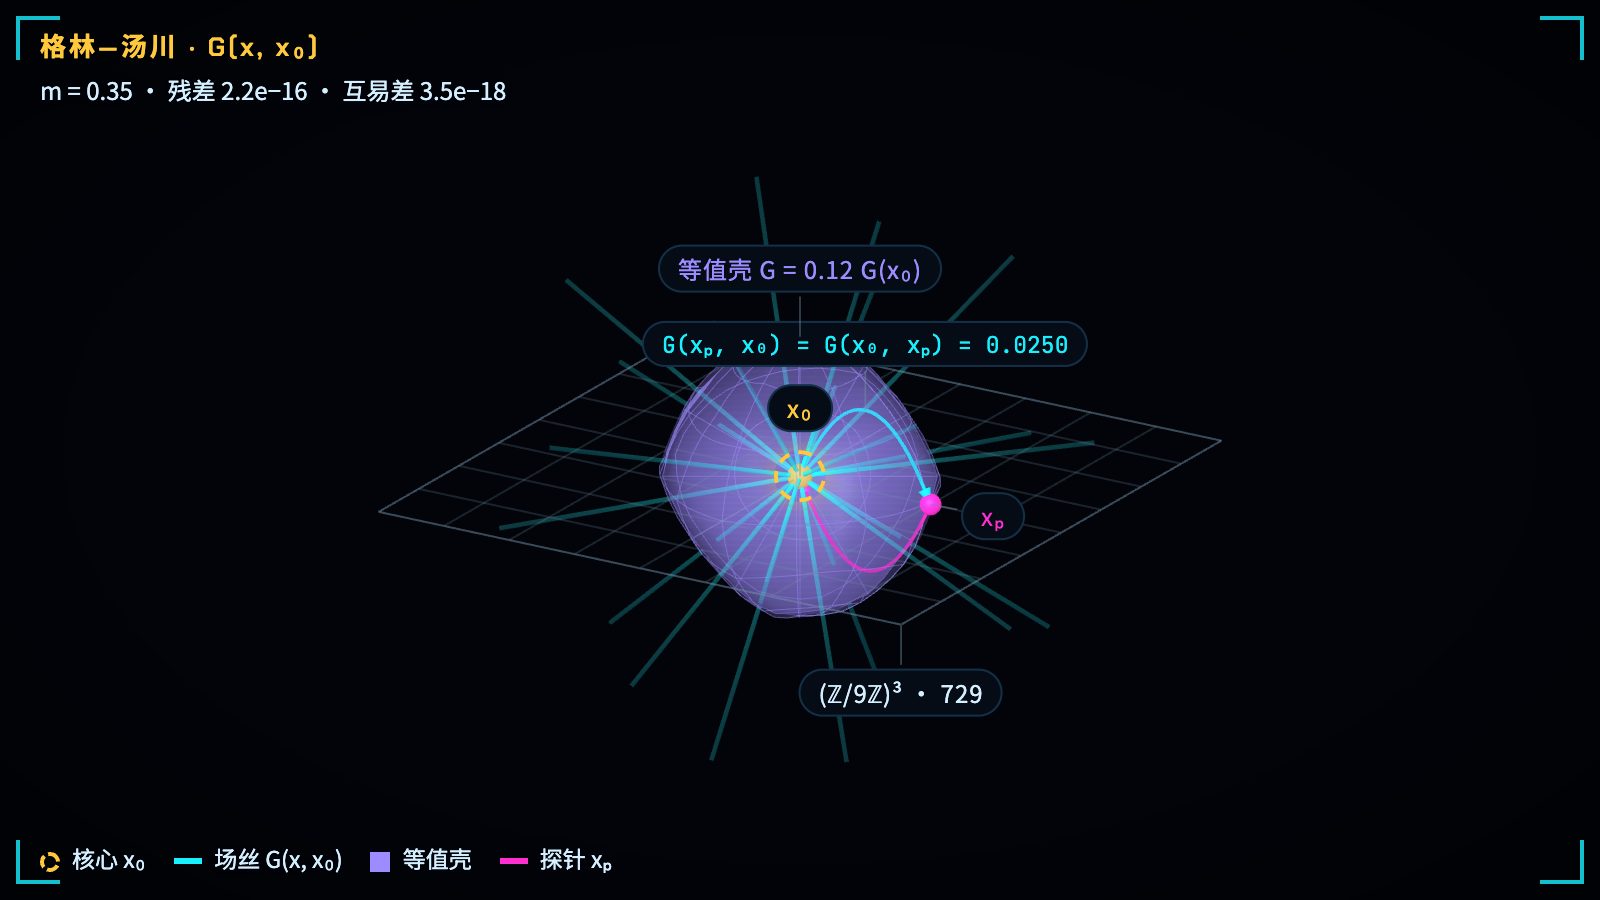 格林—汤川 · G(x, x₀)
m = 0.35 • 残差 2.2e−16 • 互易差 3.5e−18
等值壳 G = 0.12 G(x₀)
G(xₚ, x₀) = G(x₀, xₚ) = 0.0250
x₀
xₚ
(ℤ/9ℤ)³ • 729
核心 x₀
场丝 G(x, x₀)
等值壳
探针 xₚ